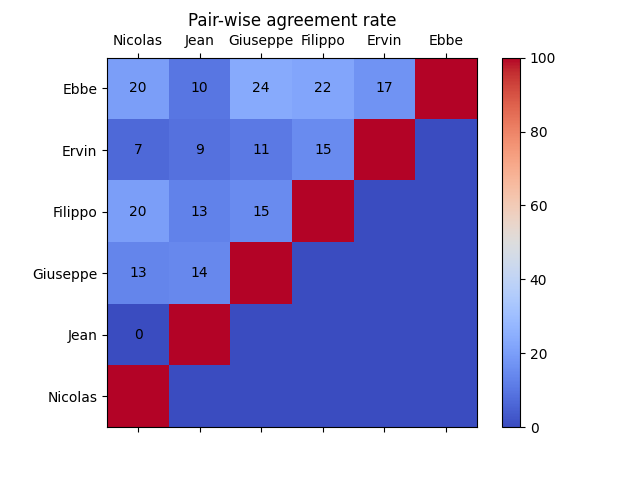 Pair-wise agreement rate
Nicolas Jean Giuseppe Filippo Ervin Ebbe
Ebbe 20 10 24 22 17
Ervin 7 9 11 15
Filippo 20 13 15
Giuseppe 13 14
Jean 0
Nicolas
100
80
60
40
20
0